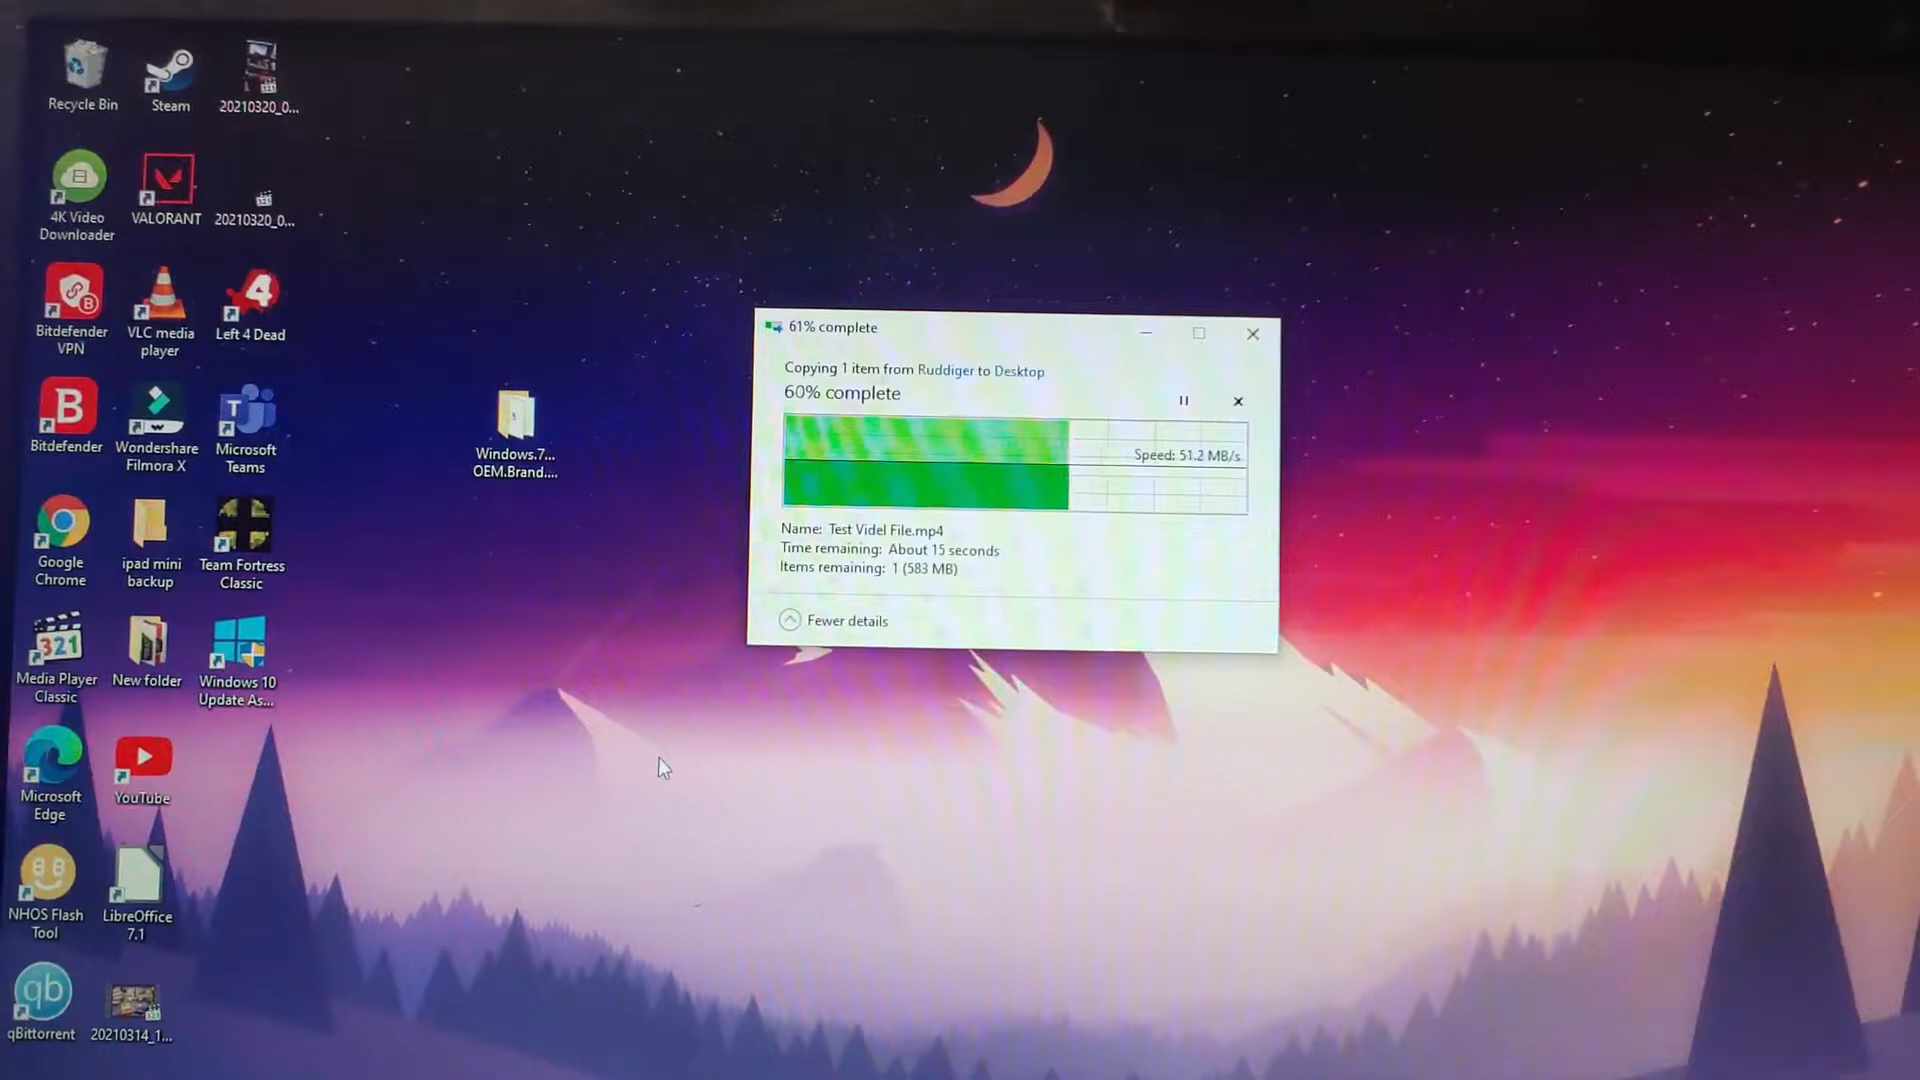 Recycle Bin
Steam
20210320_0...
4K Video
Downloader
VALORANT
20210320_0...
Bitdefender
VPN
VLC media
player
Left 4 Dead
Bitdefender
Wondershare
Filmora X
Microsoft
Teams
Google
Chrome
ipad mini
backup
Team Fortress
Classic
321
Media Player
Classic
New folder
Windows 10
Update As...
Microsoft
Edge
YouTube
NHOS Flash
Tool
LibreOffice
7.1
qb
qBittorrent
20210314_1...
Windows.7...
OEM.Brand....
61% complete
Copying 1 item from Ruddiger to Desktop
60% complete
Speed: 51.2 MB/s
Name: Test Videl File.mp4
Time remaining: About 15 seconds
Items remaining: 1 (583 MB)
Fewer details